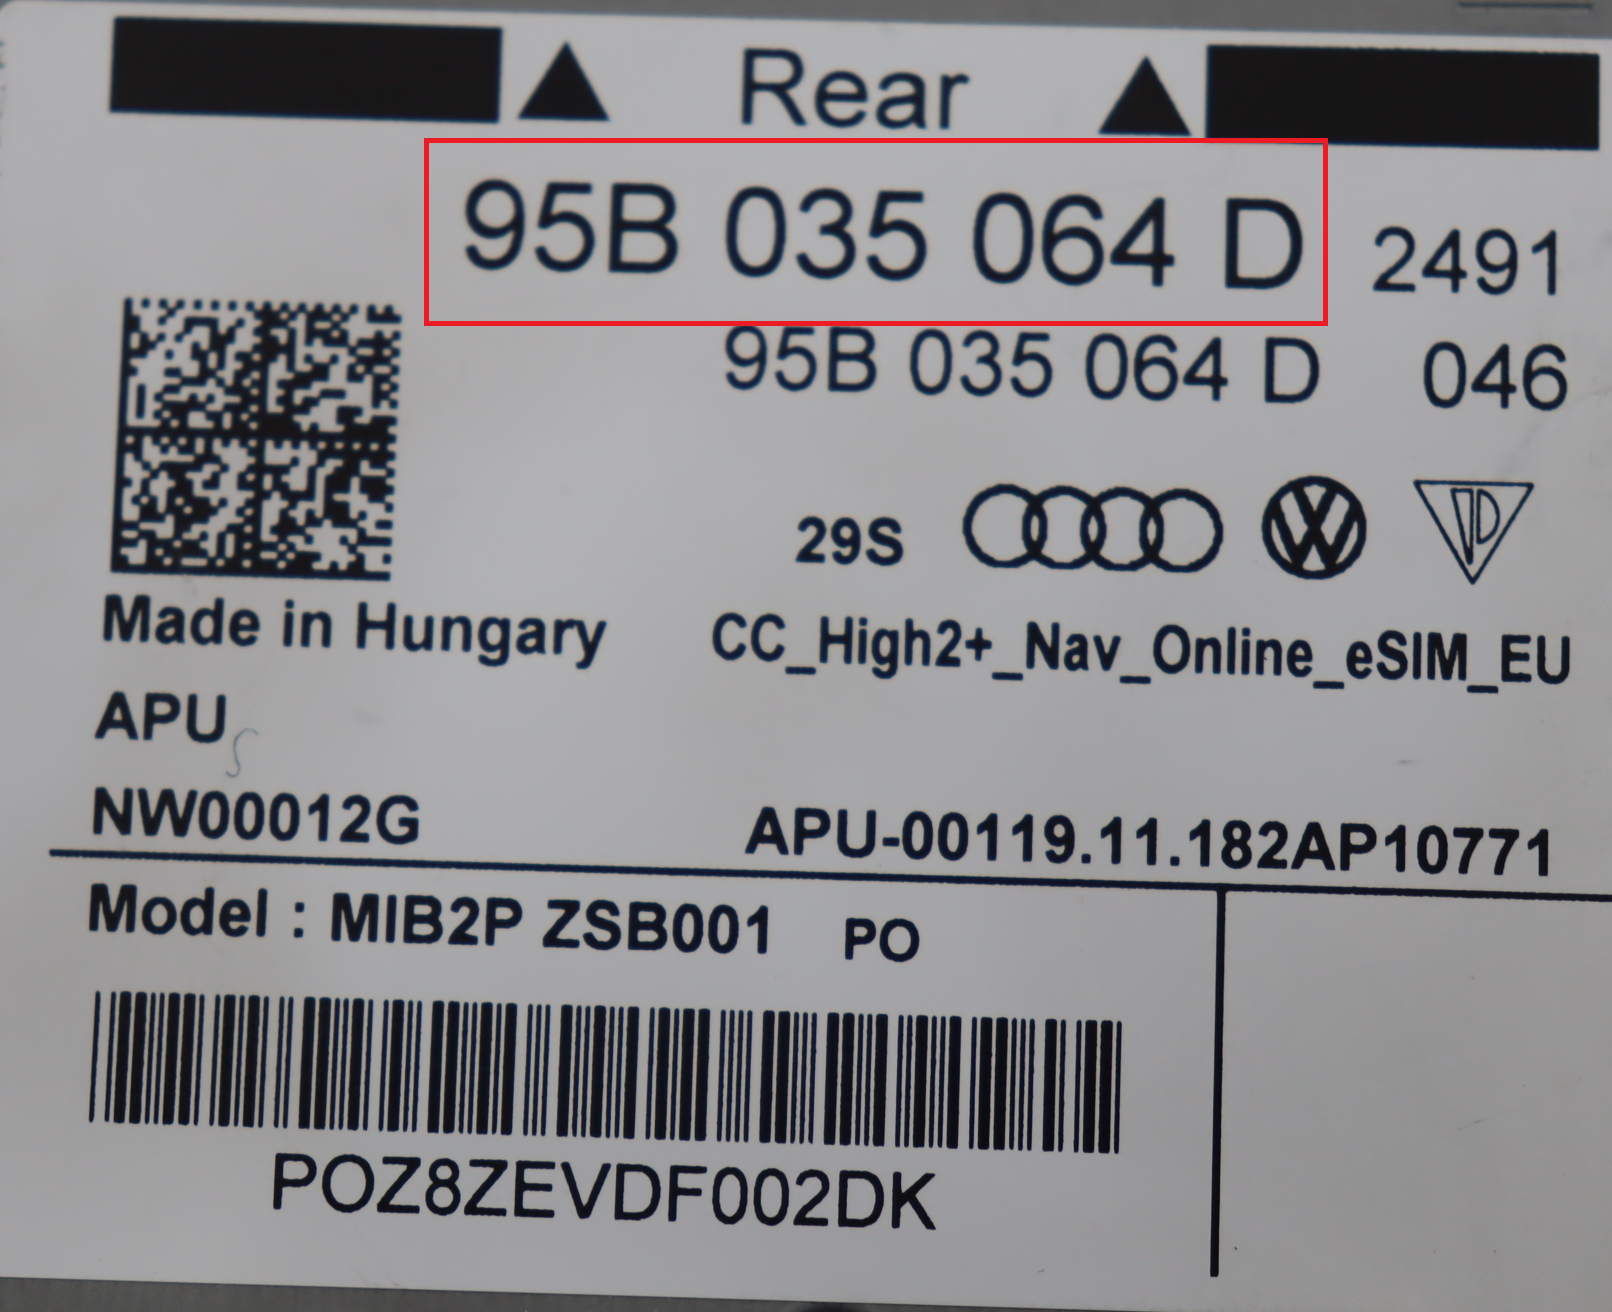 Rear
95B 035 064 D 2491
95B 035 064 D 046
29S
Made in Hungary CC_High2+_Nav_Online_eSIM_EU
APU
NW00012G APU-00119.11.182AP10771
Model : MIB2P ZSB001 PO
POZ8ZEVDF002DK